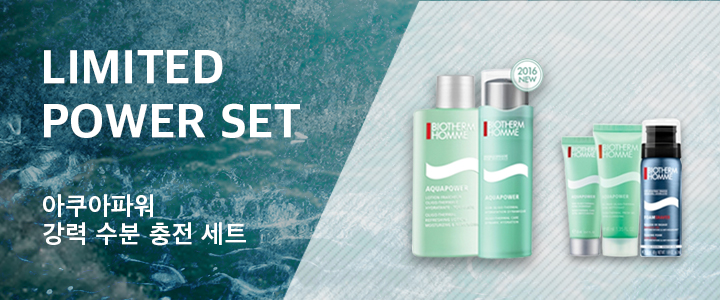 LIMITED
POWER SET
아쿠아파워
강력 수분 충전 세트
2016
NEW
BIOTHERM
HOMME
AQUAPOWER
BIOTHERM
HOMME
AQUAPOWER
BIOTHERM
HOMME
BIOTHERM
HOMME
BIOTHERM
HOMME